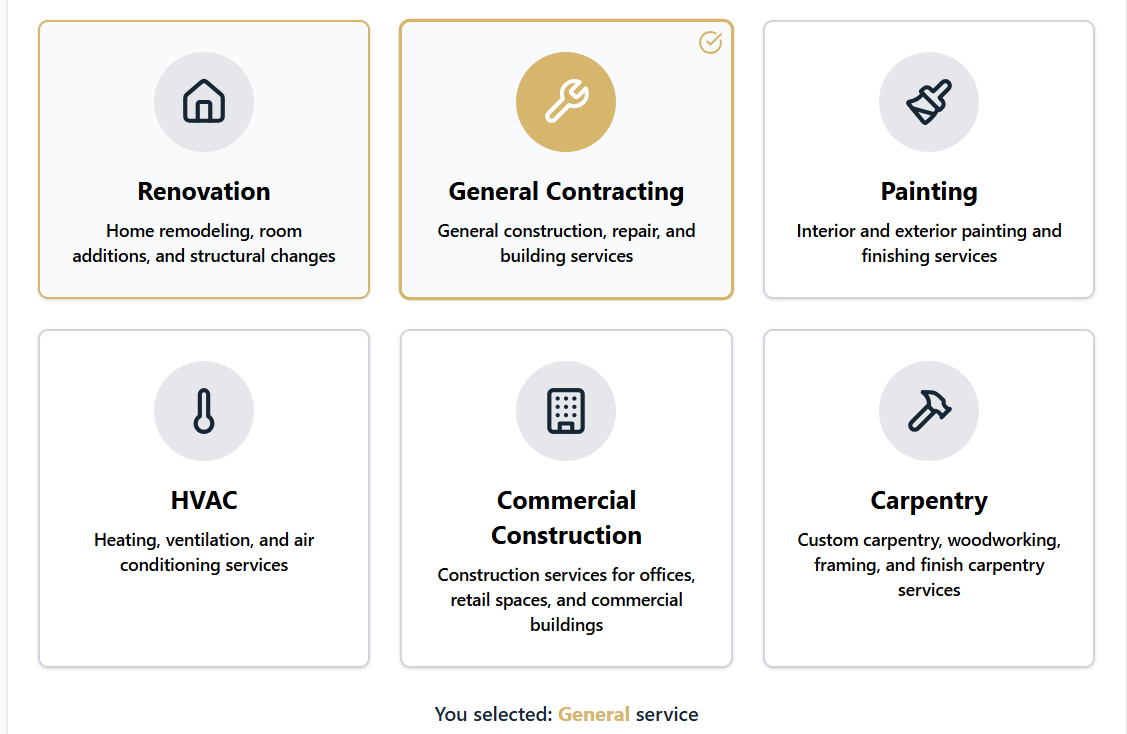 Renovation
Home remodeling, room
additions, and structural changes
General Contracting
General construction, repair, and
building services
Painting
Interior and exterior painting and
finishing services
HVAC
Heating, ventilation, and air
conditioning services
Commercial
Construction
Construction services for offices,
retail spaces, and commercial
buildings
Carpentry
Custom carpentry, woodworking,
framing, and finish carpentry
services
You selected: General service